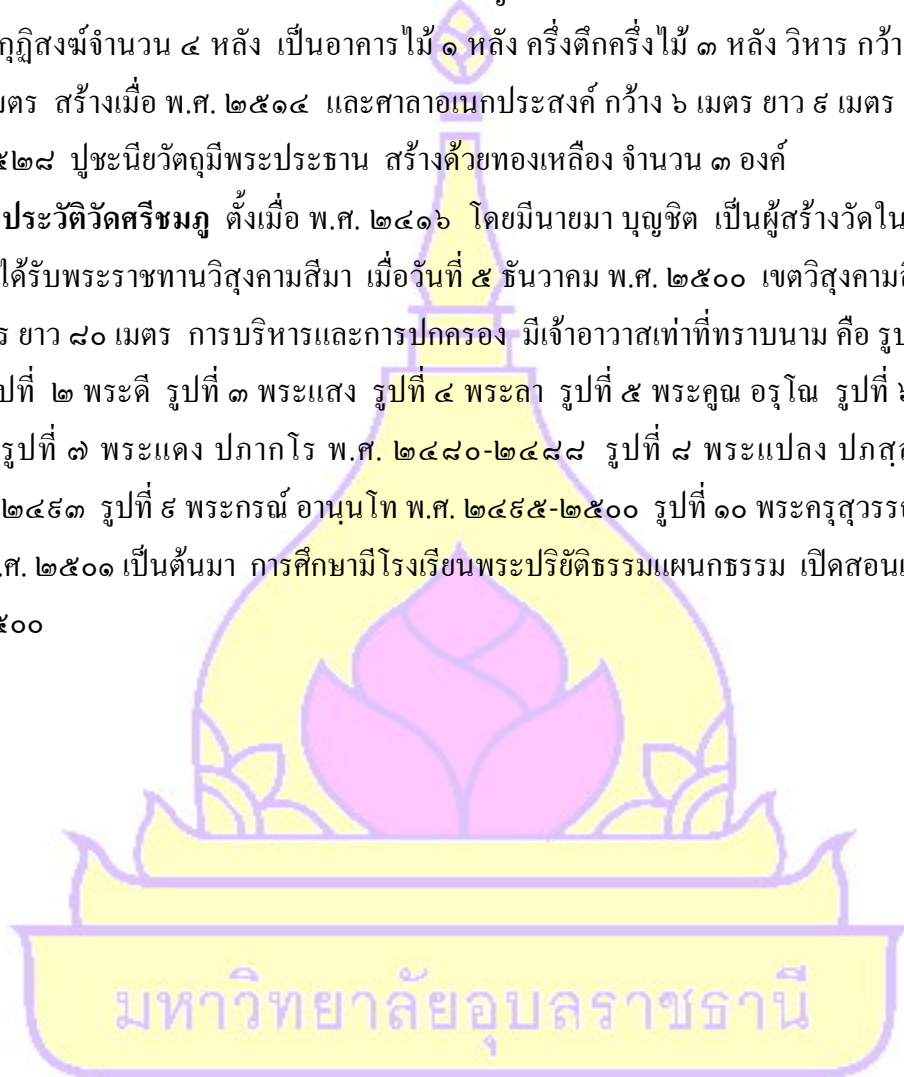 กุฏิสงฆ์จำนวน ๔ หลัง เป็นอาคารไม้ ๑ หลัง ครึ่งตึกครึ่งไม้ ๓ หลัง วิหาร กว้า
มตร สร้างเมื่อ พ.ศ. ๒๕๑๔ และศาลาอเนกประสงค์ กว้าง ๖ เมตร ยาว ๙ เมตร
๕๒๘ ปูชะนียวัตถุมีพระประธาน สร้างด้วยทองเหลือง จำนวน ๓ องค์
ประวัติวัดศรีชมภู ตั้งเมื่อ พ.ศ. ๒๔๑๖ โดยมีนายมา บุญชิต เป็นผู้สร้างวัดใน
ได้รับพระราชทานวิสุงคามสีมา เมื่อวันที่ ๕ ธันวาคม พ.ศ. ๒๕๐๐ เขตวิสุงคาม
ร ยาว ๘๐ เมตร การบริหารและการปกครอง มีเจ้าอาวาสเท่าที่ทราบนาม คือ รูป
ปที่ ๒ พระดี รูปที่ ๓ พระแสง รูปที่ ๔ พระลา รูปที่ ๕ พระคูณ อรุโณ รูปที่ ๖
รูปที่ ๗ พระแดง ปภากโร พ.ศ. ๒๔๘๐-๒๔๘๘ รูปที่ ๘ พระแปลง ปภสฺ
๒๔๙๓ รูปที่ ๙ พระกรณ์ อานนฺโท พ.ศ. ๒๔๙๕-๒๕๐๐ รูปที่ ๑๐ พระครุสุวรร
.ศ. ๒๕๐๑ เป็นต้นมา การศึกษามีโรงเรียนพระปริยัติธรรมแผนกธรรม เปิดสอนเ
๕๐๐
มหาวิทยาลัยอุบลราชธานี